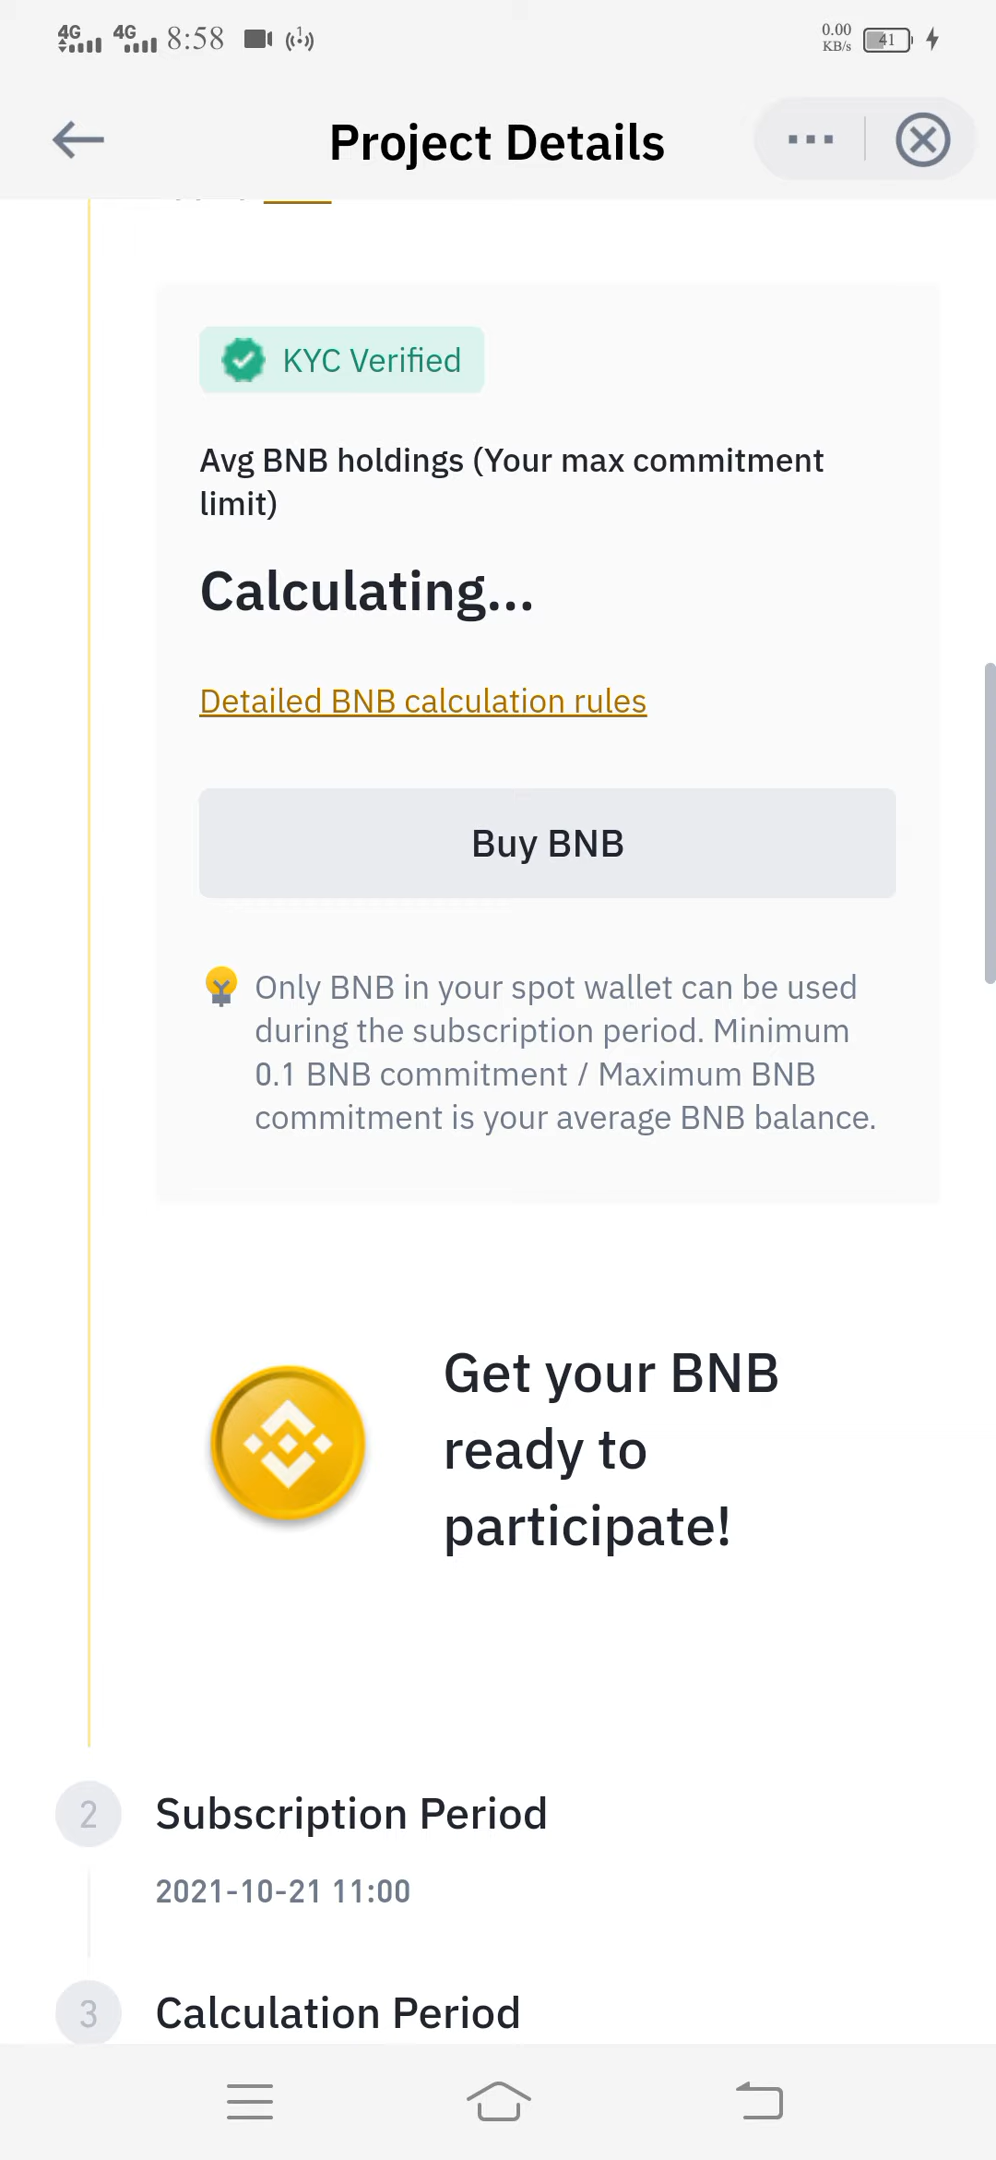 4G 4G 8:58 0.00 KB/s 41
Project Details
KYC Verified
Avg BNB holdings (Your max commitment
limit)
Calculating...
Detailed BNB calculation rules
Buy BNB
Only BNB in your spot wallet can be used
during the subscription period. Minimum
0.1 BNB commitment / Maximum BNB
commitment is your average BNB balance.
Get your BNB
ready to
participate!
2 Subscription Period
2021-10-21 11:00
3 Calculation Period